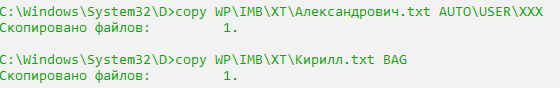 C:\Windows\System32\D>copy WP\IMB\XT\Александрович.txt AUTO\USER\XXX
Скопировано файлов:         1.
C:\Windows\System32\D>copy WP\IMB\XT\Кирилл.txt BAG
Скопировано файлов:         1.